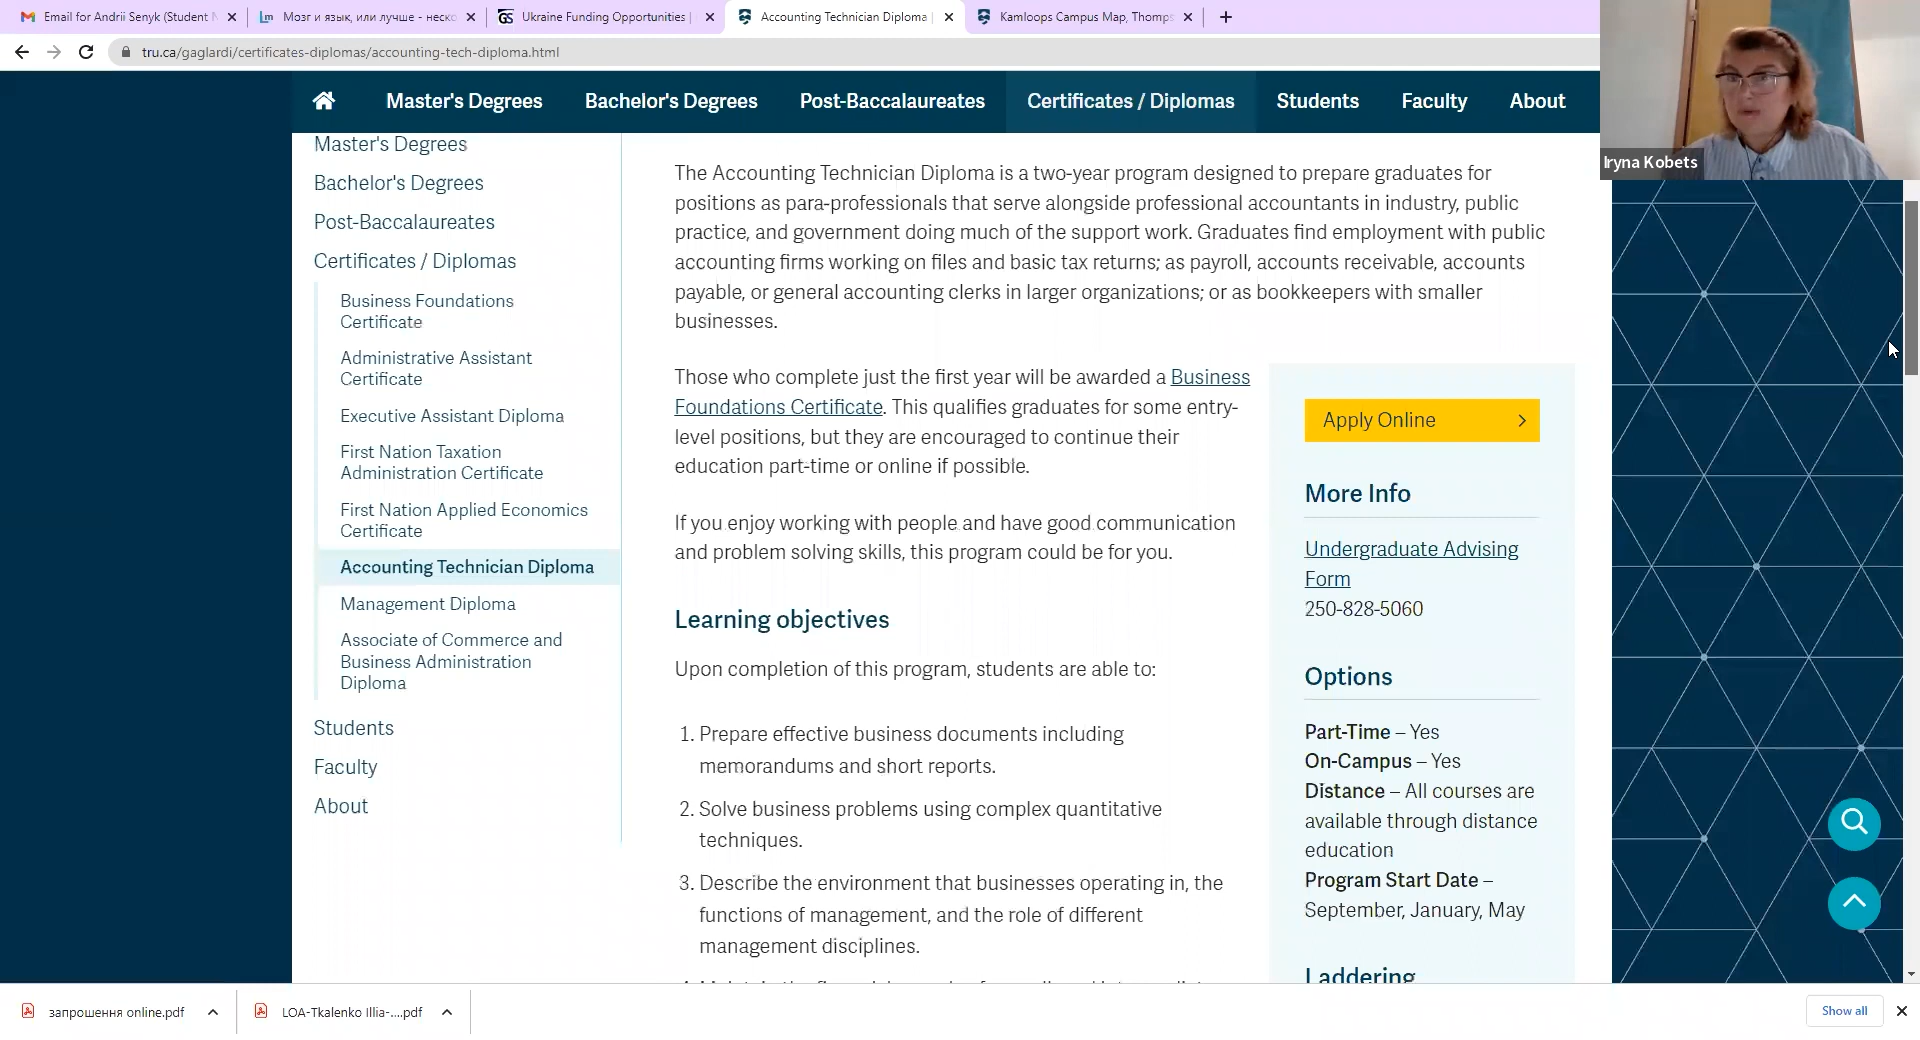 Email for Andrii Senyk (Student N
Мозг и язык, или лучше - неско
Ukraine Funding Opportunities |
Accounting Technician Diploma |
Kamloops Campus Map, Thomps
tru.ca/gaglardi/certificates-diplomas/accounting-tech-diploma.html
Master's Degrees
Bachelor's Degrees
Post-Baccalaureates
Certificates / Diplomas
Students
Faculty
About
Iryna Kobets
Master's Degrees
Bachelor's Degrees
Post-Baccalaureates
Certificates / Diplomas
Business Foundations
Certificate
Administrative Assistant
Certificate
Executive Assistant Diploma
First Nation Taxation
Administration Certificate
First Nation Applied Economics
Certificate
Accounting Technician Diploma
Management Diploma
Associate of Commerce and
Business Administration
Diploma
Students
Faculty
About
The Accounting Technician Diploma is a two-year program designed to prepare graduates for
positions as para-professionals that serve alongside professional accountants in industry, public
practice, and government doing much of the support work. Graduates find employment with public
accounting firms working on files and basic tax returns; as payroll, accounts receivable, accounts
payable, or general accounting clerks in larger organizations; or as bookkeepers with smaller
businesses.
Those who complete just the first year will be awarded a Business
Foundations Certificate. This qualifies graduates for some entry-
level positions, but they are encouraged to continue their
education part-time or online if possible.
If you enjoy working with people and have good communication
and problem solving skills, this program could be for you.
Learning objectives
Upon completion of this program, students are able to:
1. Prepare effective business documents including
memorandums and short reports.
2. Solve business problems using complex quantitative
techniques.
3. Describe the environment that businesses operating in, the
functions of management, and the role of different
management disciplines.
Apply Online
More Info
Undergraduate Advising
Form
250-828-5060
Options
Part-Time – Yes
On-Campus – Yes
Distance – All courses are
available through distance
education
Program Start Date –
September, January, May
Laddering
запрошення online.pdf
LOA-Tkalenko Illia-....pdf
Show all